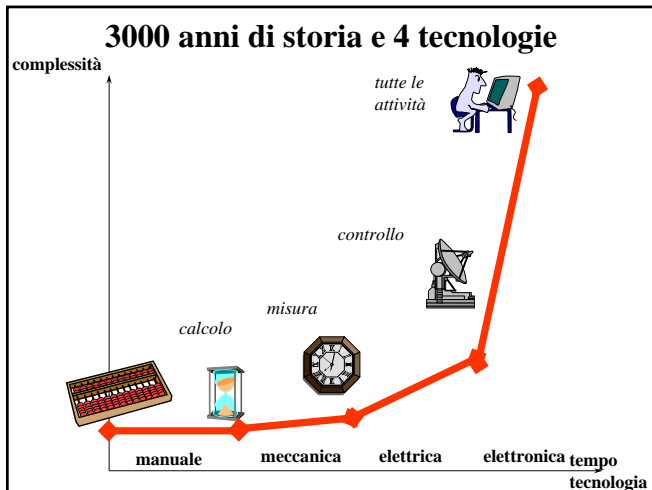 3000 anni di storia e 4 tecnologie
complessità
tutte le
attività
controllo
misura
calcolo
manuale meccanica elettrica elettronica tempo
tecnologia